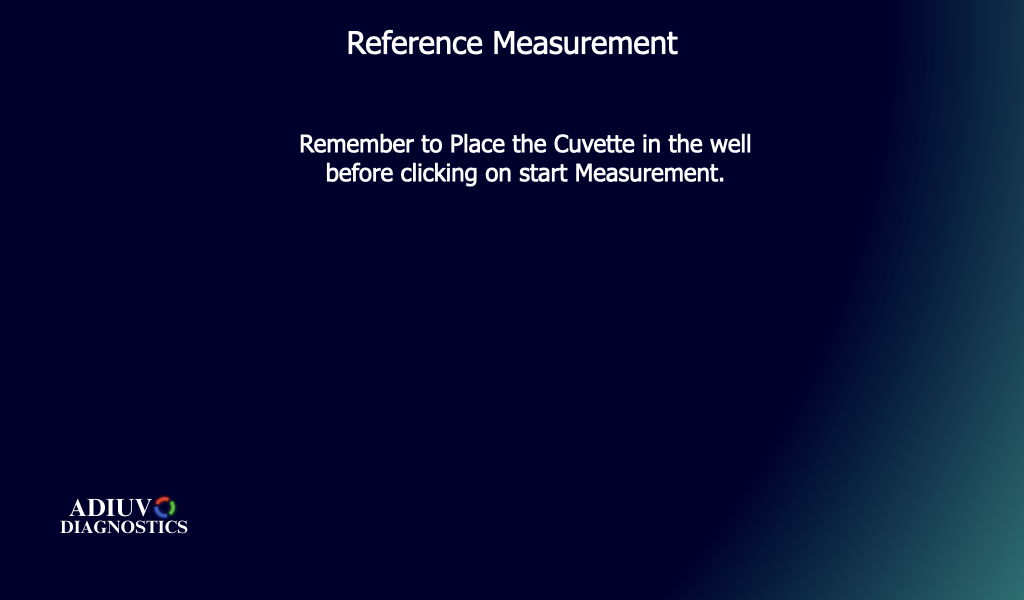 Reference Measurement
Remember to Place the Cuvette in the well
before clicking on start Measurement.
ADIUVO
DIAGNOSTICS